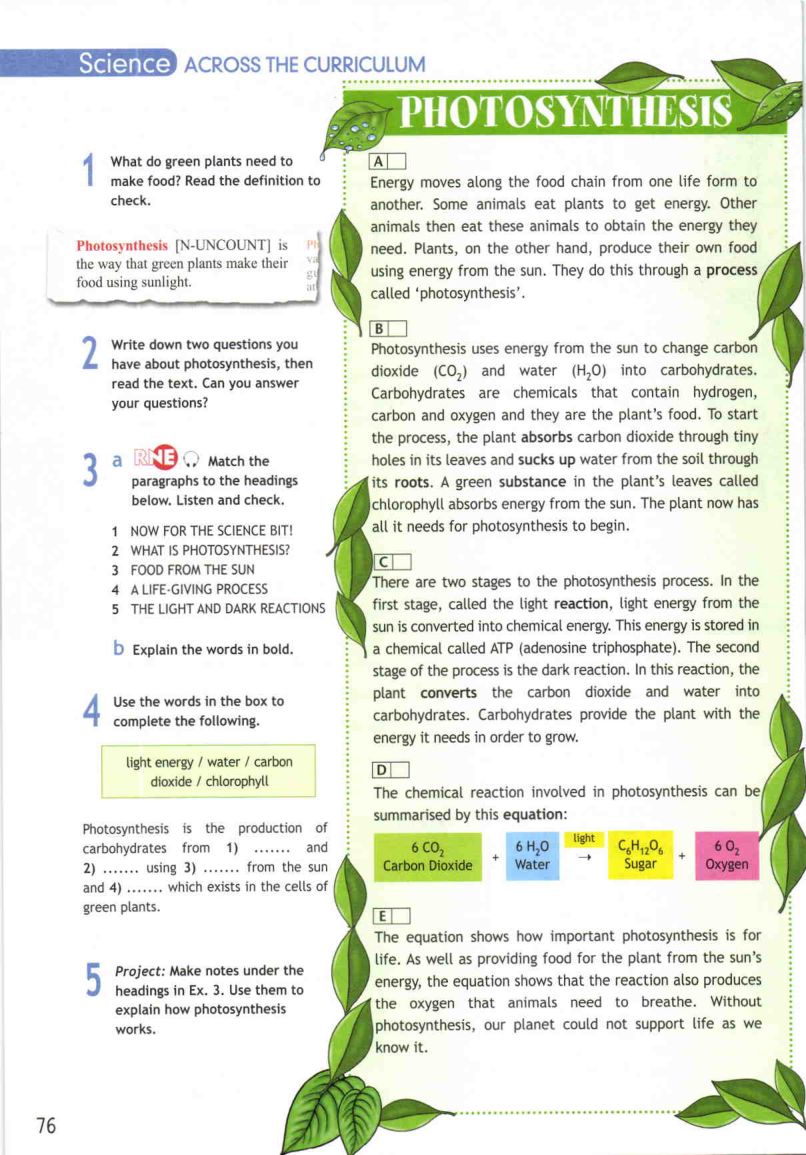 Science ACROSS THE CURRICULUM
1 What do green plants need to
make food? Read the definition to
check.
Photosynthesis [N-UNCOUNT] is
the way that green plants make their
food using sunlight.
2 Write down two questions you
have about photosynthesis, then
read the text. Can you answer
your questions?
3 a Match the
paragraphs to the headings
below. Listen and check.
1 NOW FOR THE SCIENCE BIT!
2 WHAT IS PHOTOSYNTHESIS?
3 FOOD FROM THE SUN
4 A LIFE-GIVING PROCESS
5 THE LIGHT AND DARK REACTIONS
b Explain the words in bold.
4 Use the words in the box to
complete the following.
light energy / water / carbon
dioxide / chlorophyll
Photosynthesis is the production of
carbohydrates from 1) ....... and
2) ....... using 3) ....... from the sun
and 4) ....... which exists in the cells of
green plants.
5 Project: Make notes under the
headings in Ex. 3. Use them to
explain how photosynthesis
works.
76
PHOTOSYNTHESIS
A
Energy moves along the food chain from one life form to
another. Some animals eat plants to get energy. Other
animals then eat these animals to obtain the energy they
need. Plants, on the other hand, produce their own food
using energy from the sun. They do this through a process
called ‘photosynthesis’.
B
Photosynthesis uses energy from the sun to change carbon
dioxide (CO₂) and water (H₂O) into carbohydrates.
Carbohydrates are chemicals that contain hydrogen,
carbon and oxygen and they are the plant’s food. To start
the process, the plant absorbs carbon dioxide through tiny
holes in its leaves and sucks up water from the soil through
its roots. A green substance in the plant’s leaves called
chlorophyll absorbs energy from the sun. The plant now has
all it needs for photosynthesis to begin.
C
There are two stages to the photosynthesis process. In the
first stage, called the light reaction, light energy from the
sun is converted into chemical energy. This energy is stored in
a chemical called ATP (adenosine triphosphate). The second
stage of the process is the dark reaction. In this reaction, the
plant converts the carbon dioxide and water into
carbohydrates. Carbohydrates provide the plant with the
energy it needs in order to grow.
D
The chemical reaction involved in photosynthesis can be
summarised by this equation:
6 CO₂ + 6 H₂O light → C₆H₁₂O₆ + 6 O₂
Carbon Dioxide Water Sugar Oxygen
E
The equation shows how important photosynthesis is for
life. As well as providing food for the plant from the sun’s
energy, the equation shows that the reaction also produces
the oxygen that animals need to breathe. Without
photosynthesis, our planet could not support life as we
know it.